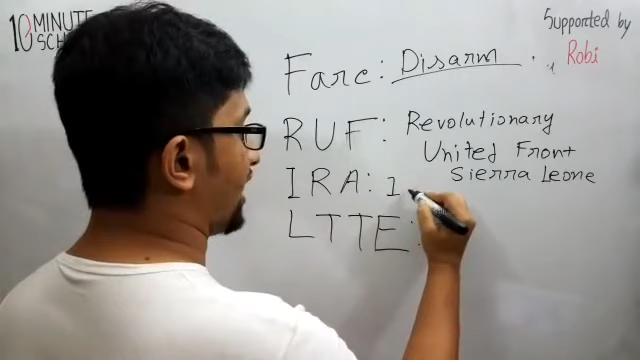 10 MINUTE
SCH
Supported by
Robi
Farc: Disarm
RUF: Revolutionary
United Front
Sierra Leone
IRA: I
LTTE: